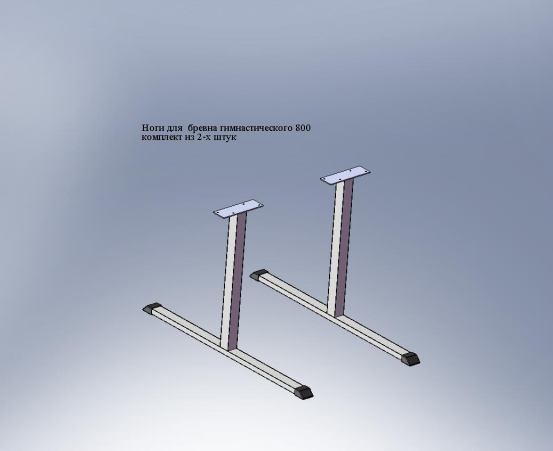 Ноги для бревна гимнастического 800
комплект из 2-х штук